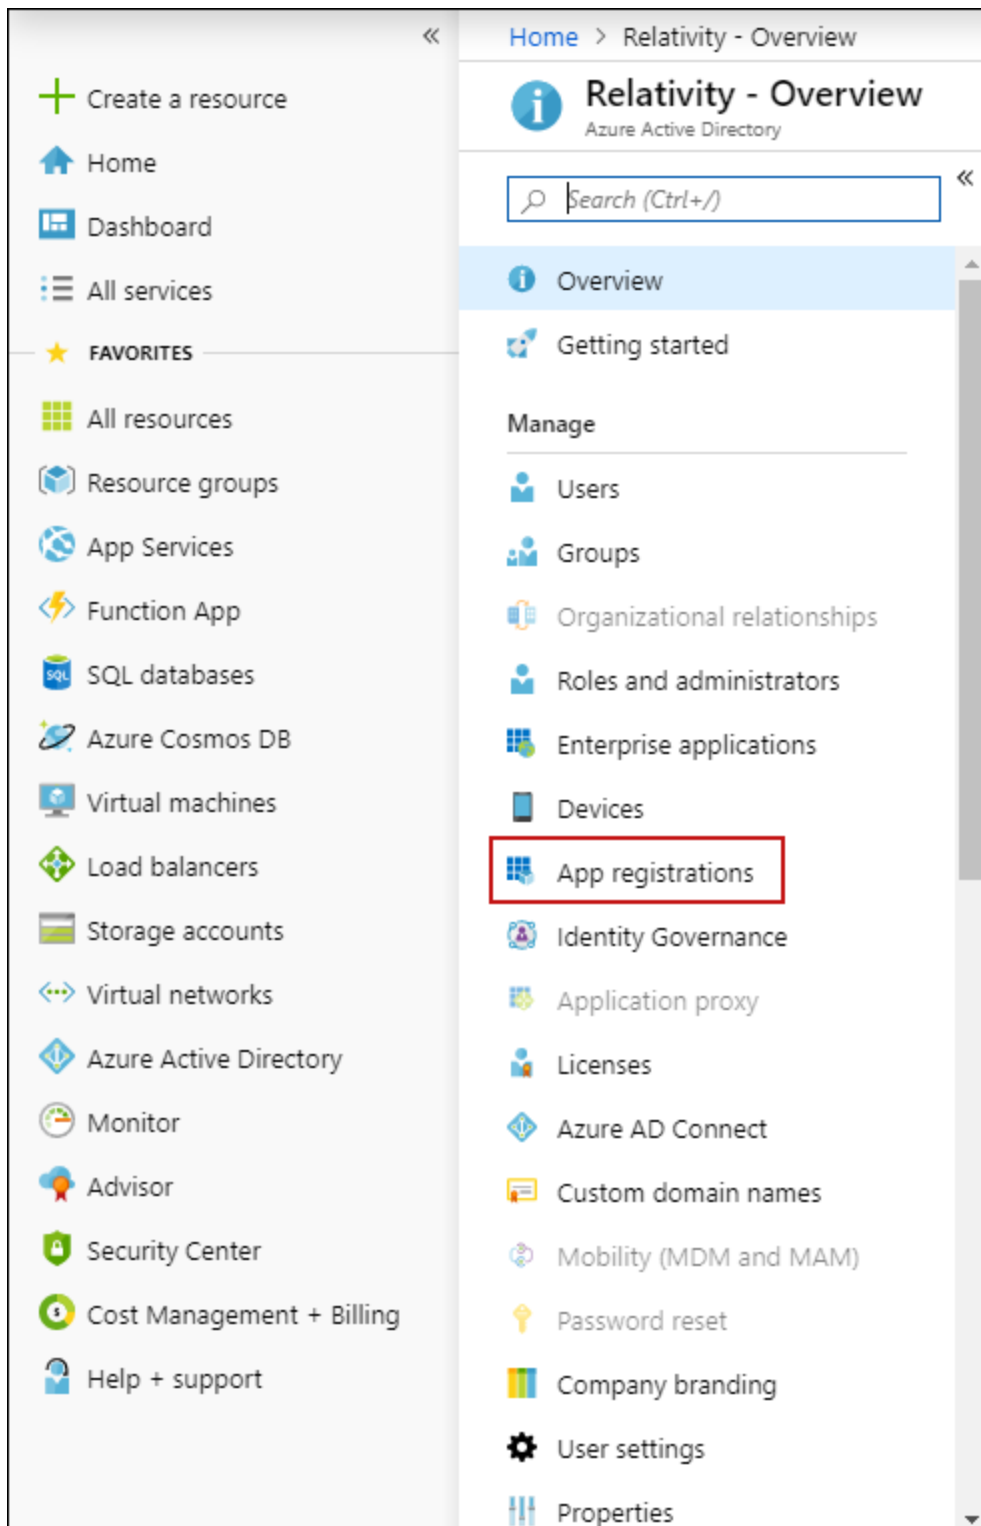 Create a resource
Home
Dashboard
All services
FAVORITES
All resources
Resource groups
App Services
Function App
SQL databases
Azure Cosmos DB
Virtual machines
Load balancers
Storage accounts
Virtual networks
Azure Active Directory
Monitor
Advisor
Security Center
Cost Management + Billing
Help + support
Home > Relativity - Overview
Relativity - Overview
Azure Active Directory
Search (Ctrl+/)
Overview
Getting started
Manage
Users
Groups
Organizational relationships
Roles and administrators
Enterprise applications
Devices
App registrations
Identity Governance
Application proxy
Licenses
Azure AD Connect
Custom domain names
Mobility (MDM and MAM)
Password reset
Company branding
User settings
Properties